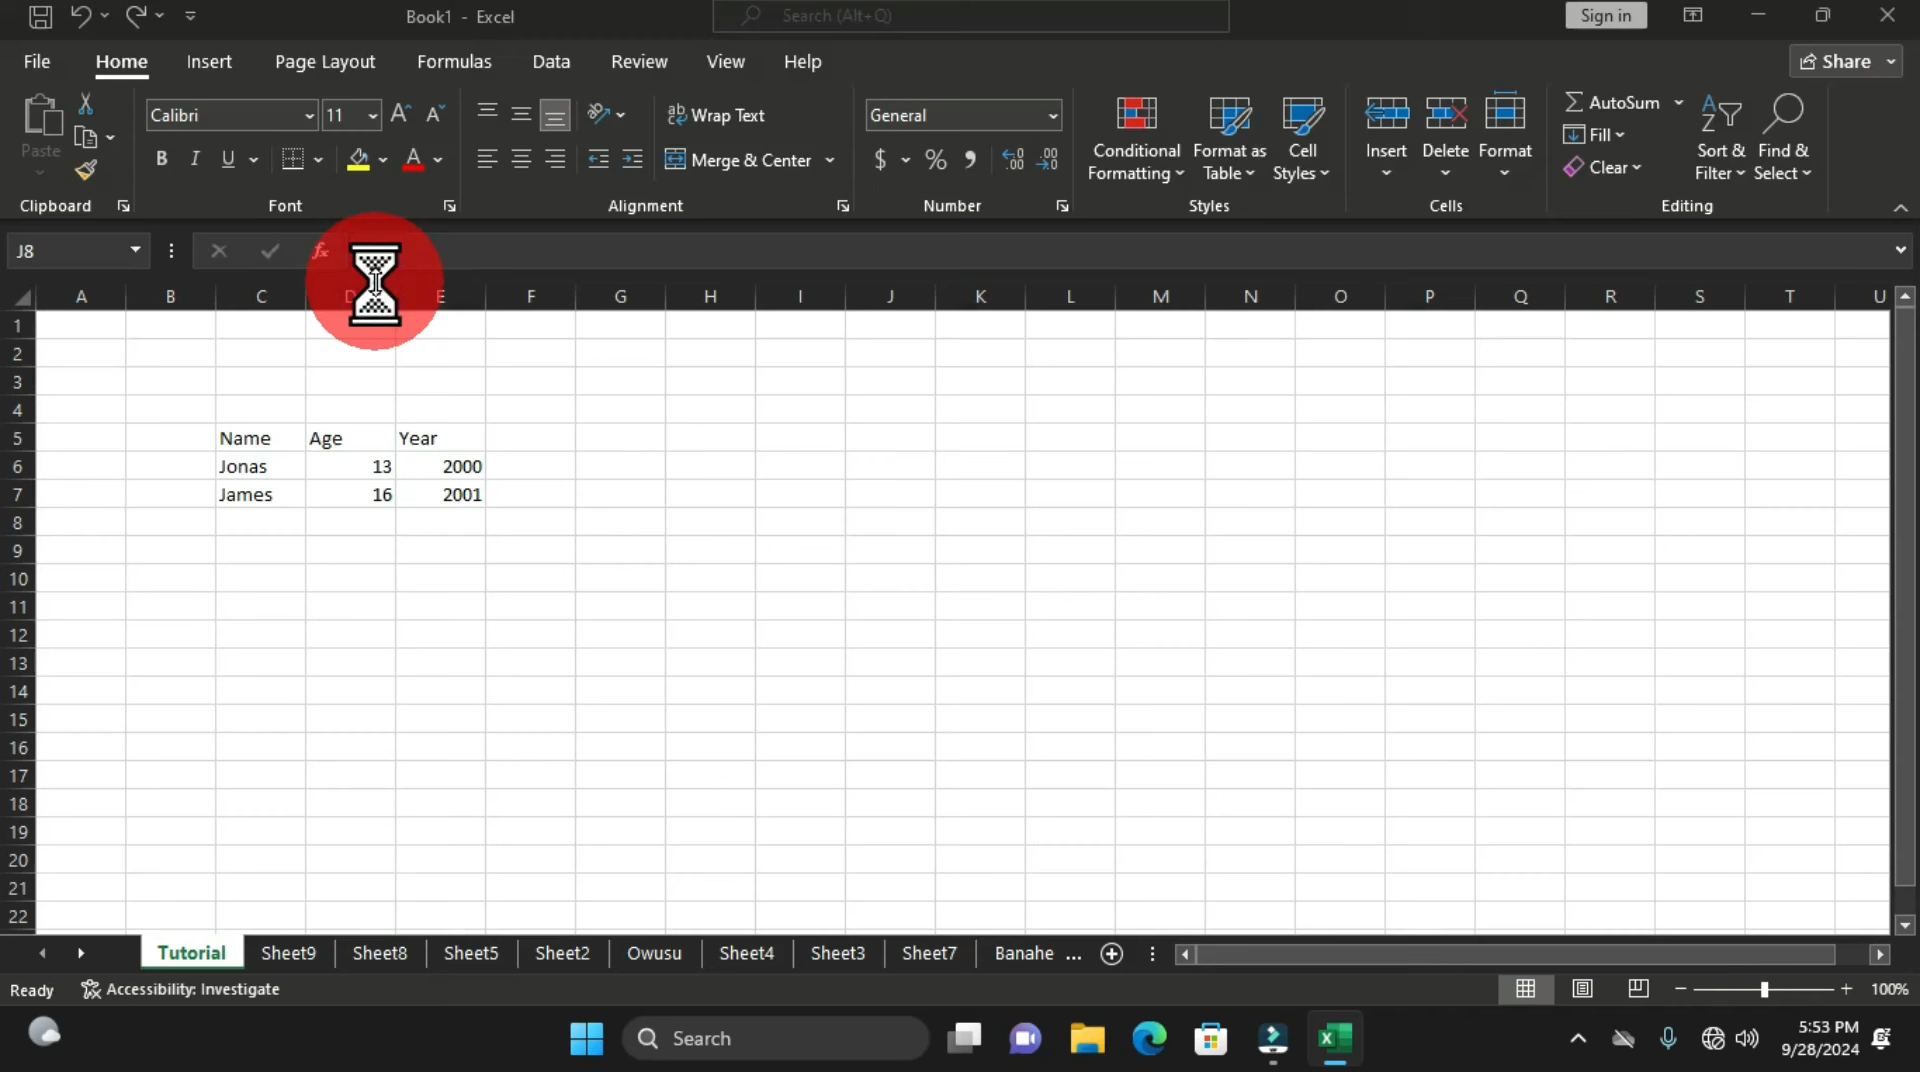 Book1 - Excel
Search (Alt+Q)
Sign in
File Home Insert Page Layout Formulas Data Review View Help
Share
Paste
Calibri 11
B I U
Wrap Text
Merge & Center
General
$ %
Conditional Formatting
Format as Table
Cell Styles
Insert Delete Format
AutoSum
Fill
Clear
Sort & Filter
Find & Select
Clipboard Font Alignment Number Styles Cells Editing
J8
fx
A B C D E F G H I J K L M N O P Q R S T U
1
2
3
4
5 Name Age Year
6 Jonas 13 2000
7 James 16 2001
8
9
10
11
12
13
14
15
16
17
18
19
20
21
22
Tutorial Sheet9 Sheet8 Sheet5 Sheet2 Owusu Sheet4 Sheet3 Sheet7 Banahe ...
Ready Accessibility: Investigate
100%
Search
5:53 PM
9/28/2024